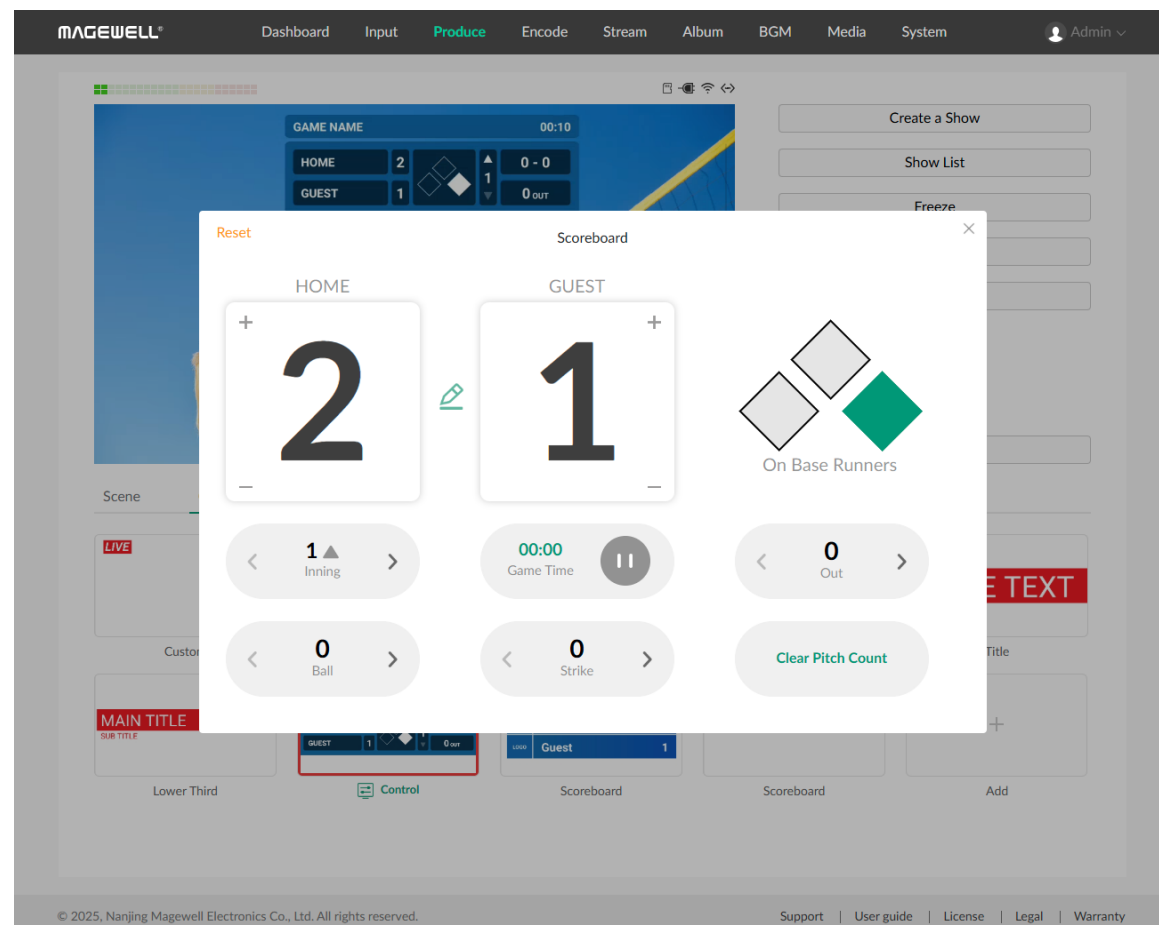 MAGEWELL®
Dashboard Input Produce Encode Stream Album BGM Media System Admin
Create a Show
GAME NAME 00:10
HOME 2 0 - 0
1
GUEST 1 0 OUT
Show List
Freeze
Reset Scoreboard
HOME GUEST
+ +
2 1
On Base Runners
Scene
LIVE
1 Inning
00:00 Game Time
0 Out
E TEXT
Custo
0 Ball
0 Strike
Clear Pitch Count
Title
MAIN TITLE
SUB TITLE
GUEST 1 0 OUT
LOGO Guest 1
+
Lower Third Control Scoreboard Scoreboard Add
© 2025, Nanjing Magewell Electronics Co., Ltd. All rights reserved. Support | User guide | License | Legal | Warranty